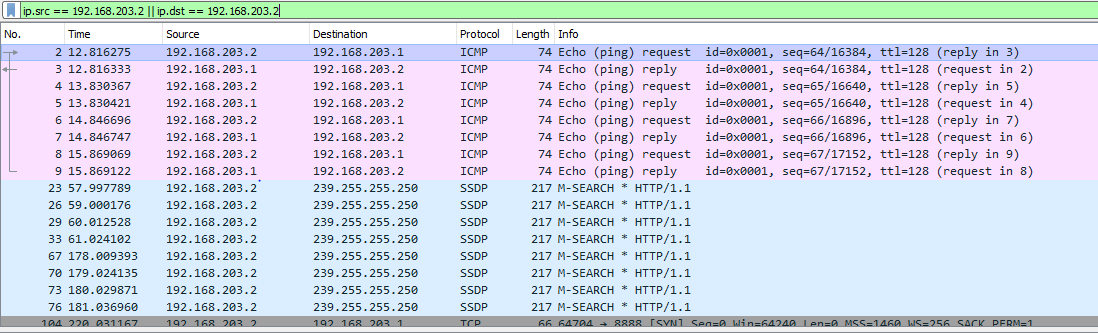 ip.src == 192.168.203.2 || ip.dst == 192.168.203.2
No. Time Source Destination Protocol Length Info
2 12.816275 192.168.203.2 192.168.203.1 ICMP 74 Echo (ping) request id=0x0001, seq=64/16384, ttl=128 (reply in 3)
3 12.816333 192.168.203.1 192.168.203.2 ICMP 74 Echo (ping) reply id=0x0001, seq=64/16384, ttl=128 (request in 2)
4 13.830367 192.168.203.2 192.168.203.1 ICMP 74 Echo (ping) request id=0x0001, seq=65/16640, ttl=128 (reply in 5)
5 13.830421 192.168.203.1 192.168.203.2 ICMP 74 Echo (ping) reply id=0x0001, seq=65/16640, ttl=128 (request in 4)
6 14.846696 192.168.203.2 192.168.203.1 ICMP 74 Echo (ping) request id=0x0001, seq=66/16896, ttl=128 (reply in 7)
7 14.846747 192.168.203.1 192.168.203.2 ICMP 74 Echo (ping) reply id=0x0001, seq=66/16896, ttl=128 (request in 6)
8 15.869069 192.168.203.2 192.168.203.1 ICMP 74 Echo (ping) request id=0x0001, seq=67/17152, ttl=128 (reply in 9)
9 15.869122 192.168.203.1 192.168.203.2 ICMP 74 Echo (ping) reply id=0x0001, seq=67/17152, ttl=128 (request in 8)
23 57.997789 192.168.203.2 239.255.255.250 SSDP 217 M-SEARCH * HTTP/1.1
26 59.000176 192.168.203.2 239.255.255.250 SSDP 217 M-SEARCH * HTTP/1.1
29 60.012528 192.168.203.2 239.255.255.250 SSDP 217 M-SEARCH * HTTP/1.1
33 61.024102 192.168.203.2 239.255.255.250 SSDP 217 M-SEARCH * HTTP/1.1
67 178.009393 192.168.203.2 239.255.255.250 SSDP 217 M-SEARCH * HTTP/1.1
70 179.024135 192.168.203.2 239.255.255.250 SSDP 217 M-SEARCH * HTTP/1.1
73 180.029871 192.168.203.2 239.255.255.250 SSDP 217 M-SEARCH * HTTP/1.1
76 181.036960 192.168.203.2 239.255.255.250 SSDP 217 M-SEARCH * HTTP/1.1
104 220.031167 192.168.203.2 192.168.203.1 TCP 66 64704 → 8888 [SYN] Seq=0 Win=64240 Len=0 MSS=1460 WS=256 SACK_PERM=1